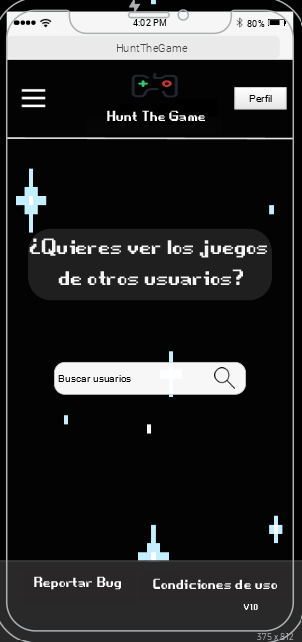 4:02 PM
80%
HuntTheGame
Hunt The Game
Perfil
¿Quieres ver los juegos
de otros usuarios?
Buscar usuarios
Reportar Bug
Condiciones de uso
V10
375 x 812